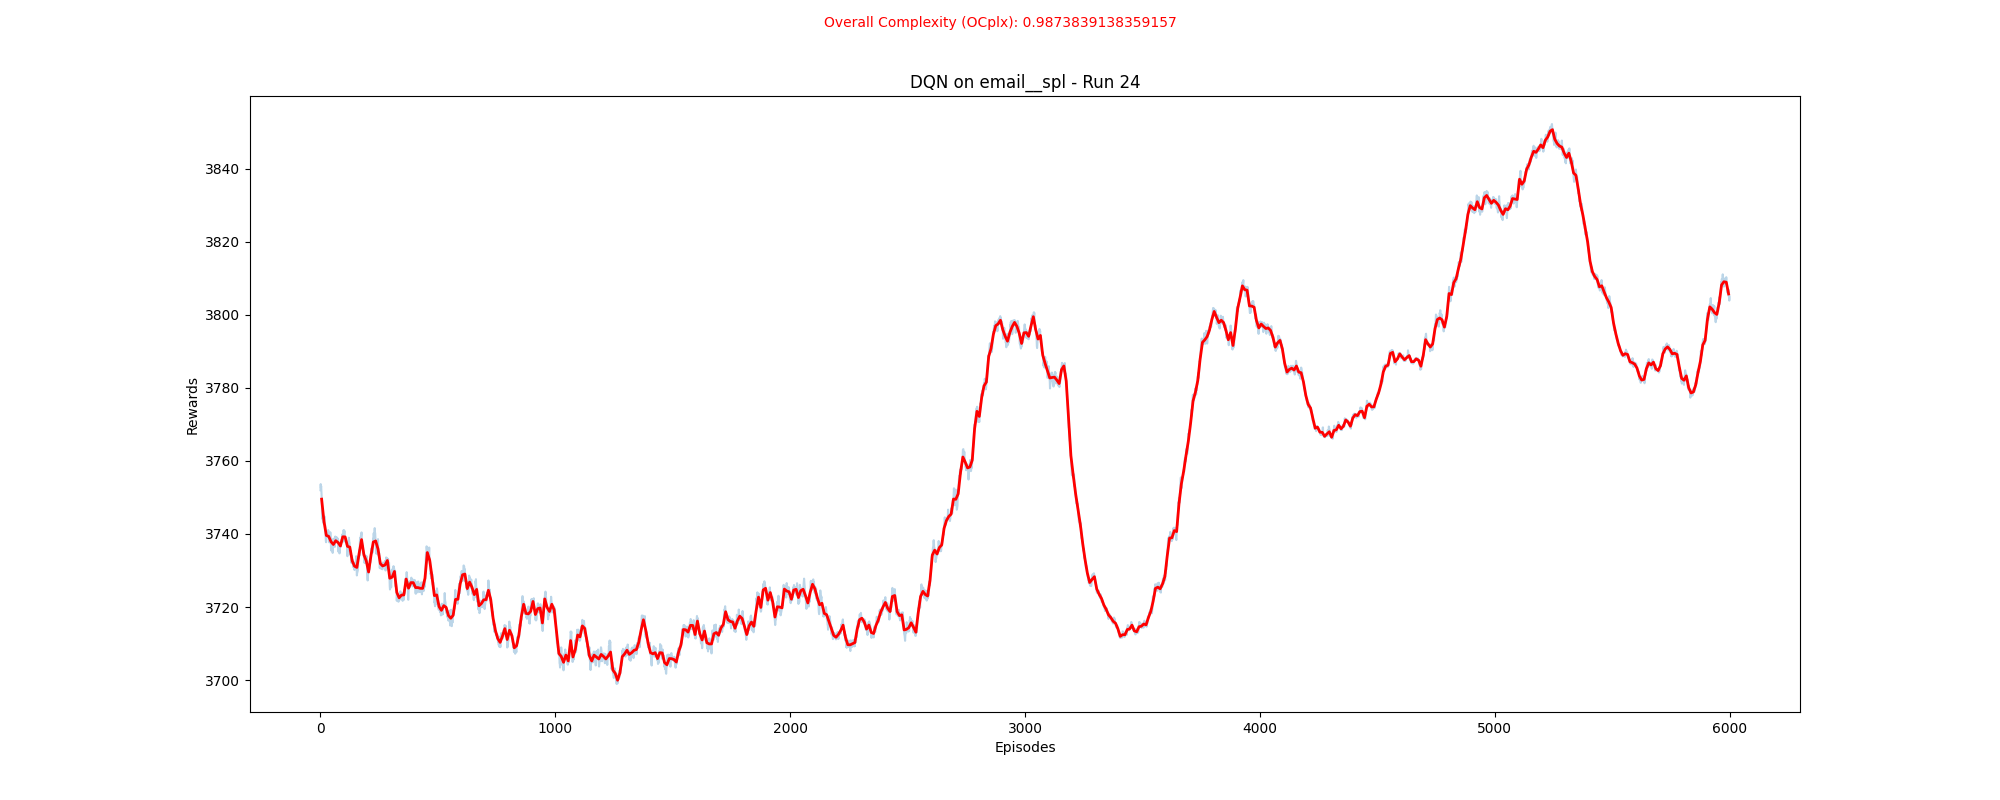 Overall Complexity (OCplx): 0.9873839138359157
DQN on email__spl - Run 24
3840
3820
3800
3780
3760
3740
3720
3700
Rewards
0 1000 2000 3000 4000 5000 6000
Episodes